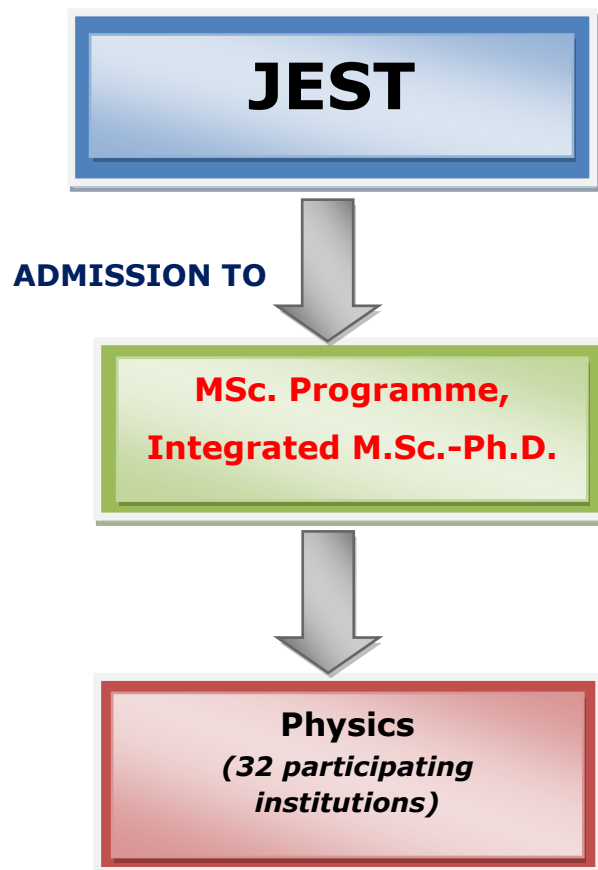 JEST
ADMISSION TO
MSc. Programme,
Integrated M.Sc.-Ph.D.
Physics
(32 participating
institutions)